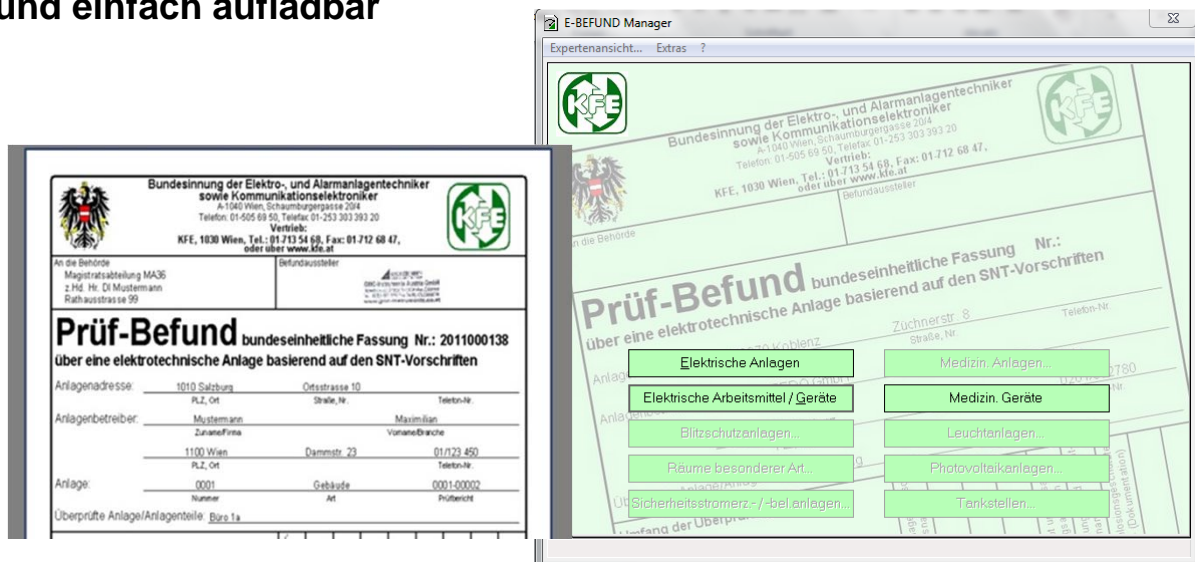 und einfach aufladbar
E-BEFUND Manager
Expertenansicht... Extras ?
KFE
Bundesinnung der Elektro-, und Alarmanlagentechniker
sowie Kommunikationselektroniker
A-1040 Wien, Schaumburgergasse 20/4
Telefon: 01-505 69 50, Telefax: 01-253 303 393 20
Vertrieb:
KFE, 1030 Wien, Tel.: 01-713 54 68, Fax: 01-712 68 47,
oder über www.kfe.at
KFE
An die Behörde
Befundaussteller
Prüf-Befund bundeseinheitliche Fassung Nr.:
über eine elektrotechnische Anlage basierend auf den SNT-Vorschriften
Züchnerstr. 8
Straße, Nr.
Telefon-Nr.
Koblenz
Elektrische Anlagen
Medizin. Anlagen...
Elektrische Arbeitsmittel / Geräte
Medizin. Geräte
Blitzschutzanlagen...
Leuchtanlagen...
Räume besonderer Art...
Photovoltaikanlagen...
Sicherheitsstromerz.-/-bel.anlagen...
Tankstellen...
Bundesinnung der Elektro-, und Alarmanlagentechniker
sowie Kommunikationselektroniker
A-1040 Wien, Schaumburgergasse 20/4
Telefon: 01-505 69 50, Telefax: 01-253 303 393 20
Vertrieb:
KFE, 1030 Wien, Tel.: 01-713 54 68, Fax: 01-712 68 47,
oder über www.kfe.at
KFE
An die Behörde
Magistratsabteilung MA36
z.Hd. Hr. DI Mustermann
Rathausstrasse 99
Befundaussteller
Prüf-Befund bundeseinheitliche Fassung Nr.: 2011000138
über eine elektrotechnische Anlage basierend auf den SNT-Vorschriften
Anlagenadresse: 1010 Salzburg Ortsstrasse 10
PLZ, Ort Straße, Nr. Telefon-Nr.
Anlagenbetreiber: Mustermann Maximilian
Zuname/Firma Vorname/Branche
1100 Wien Dammstr. 23 01/123 450
PLZ, Ort Telefon-Nr.
Anlage: 0001 Gebäude 0001-00002
Nummer Art Prüfbericht
Überprüfte Anlage/Anlagenteile: Büro 1a